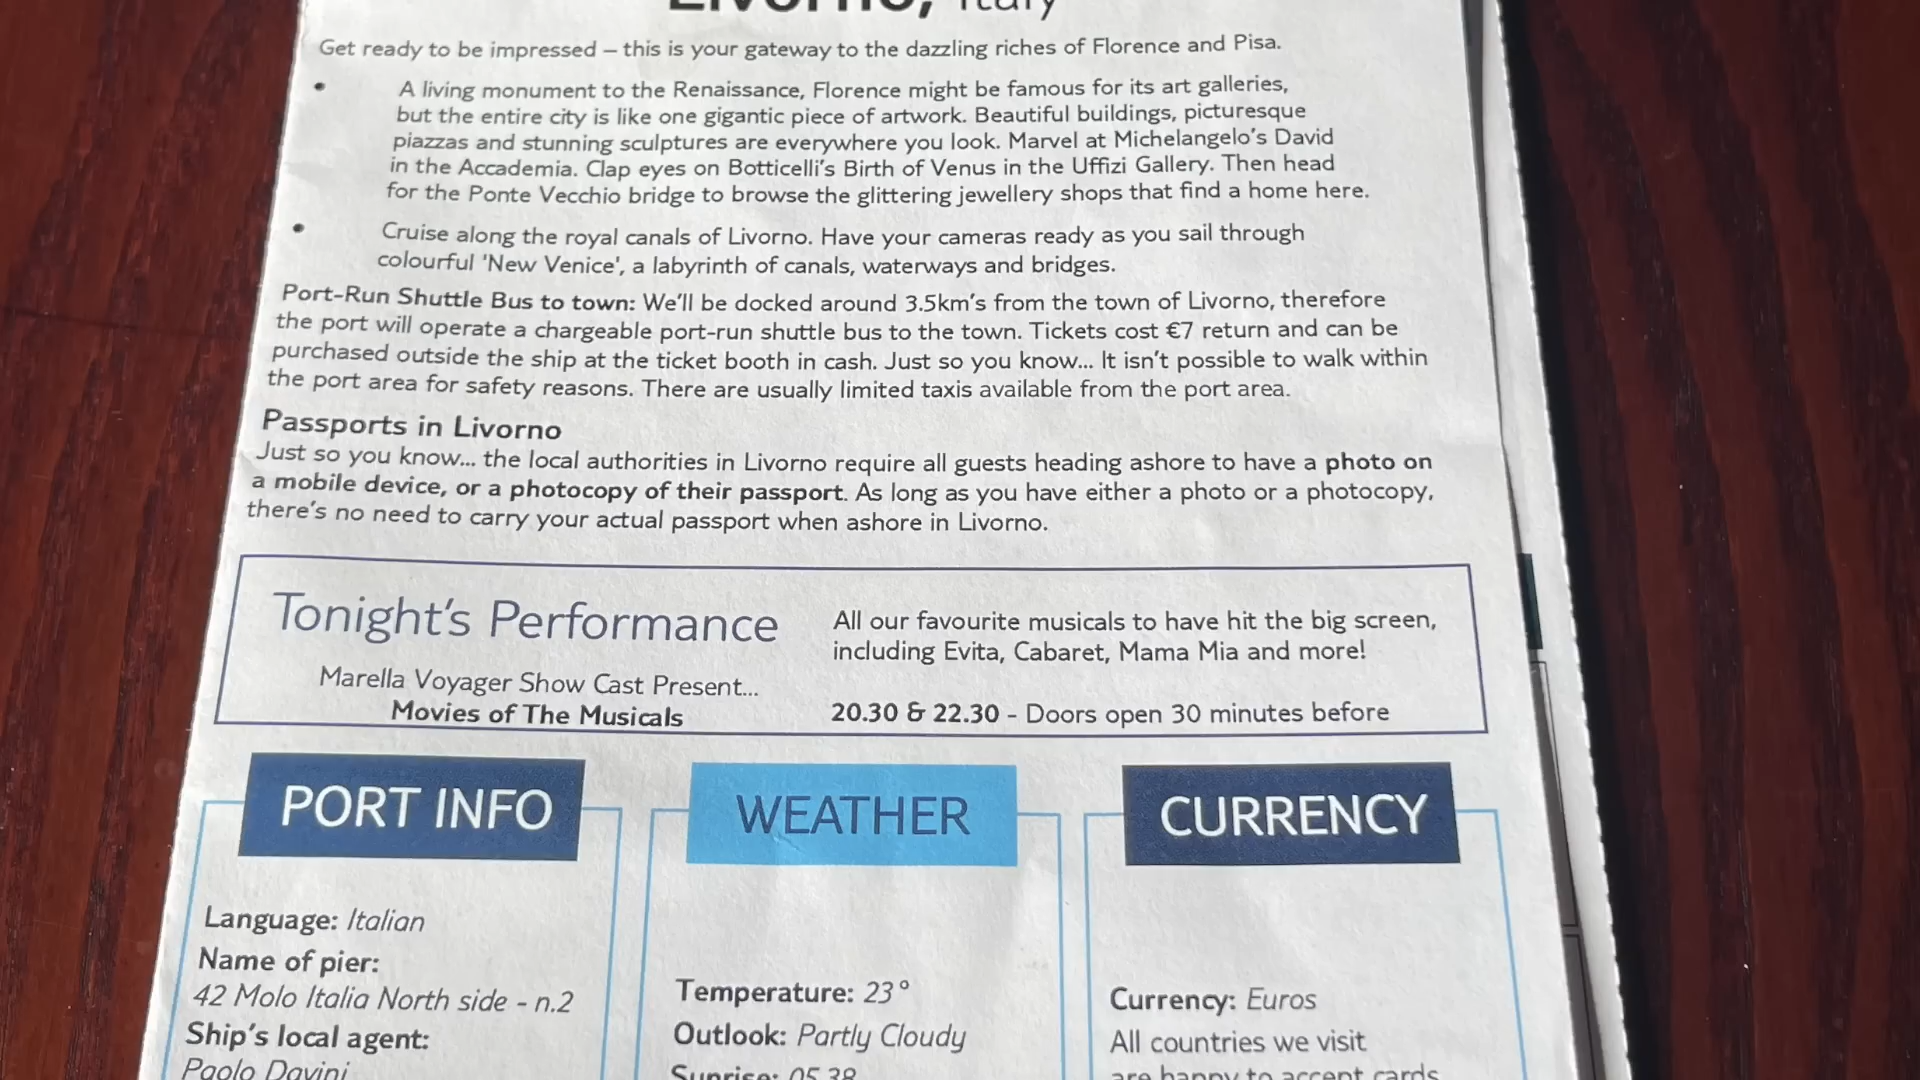 Livorno, Italy
Get ready to be impressed – this is your gateway to the dazzling riches of Florence and Pisa.
• A living monument to the Renaissance, Florence might be famous for its art galleries,
but the entire city is like one gigantic piece of artwork. Beautiful buildings, picturesque
piazzas and stunning sculptures are everywhere you look. Marvel at Michelangelo's David
in the Accademia. Clap eyes on Botticelli's Birth of Venus in the Uffizi Gallery. Then head
for the Ponte Vecchio bridge to browse the glittering jewellery shops that find a home here.
• Cruise along the royal canals of Livorno. Have your cameras ready as you sail through
colourful 'New Venice', a labyrinth of canals, waterways and bridges.
Port-Run Shuttle Bus to town: We'll be docked around 3.5km's from the town of Livorno, therefore
the port will operate a chargeable port-run shuttle bus to the town. Tickets cost €7 return and can be
purchased outside the ship at the ticket booth in cash. Just so you know... It isn't possible to walk within
the port area for safety reasons. There are usually limited taxis available from the port area.
Passports in Livorno
Just so you know... the local authorities in Livorno require all guests heading ashore to have a photo on
a mobile device, or a photocopy of their passport. As long as you have either a photo or a photocopy,
there's no need to carry your actual passport when ashore in Livorno.
Tonight's Performance
Marella Voyager Show Cast Present...
Movies of The Musicals
All our favourite musicals to have hit the big screen,
including Evita, Cabaret, Mama Mia and more!
20.30 & 22.30 - Doors open 30 minutes before
PORT INFO
Language: Italian
Name of pier:
42 Molo Italia North side - n.2
Ship's local agent:
Paolo Davini
WEATHER
Temperature: 23°
Outlook: Partly Cloudy
Sunrise: 05.38
CURRENCY
Currency: Euros
All countries we visit
are happy to accept cards